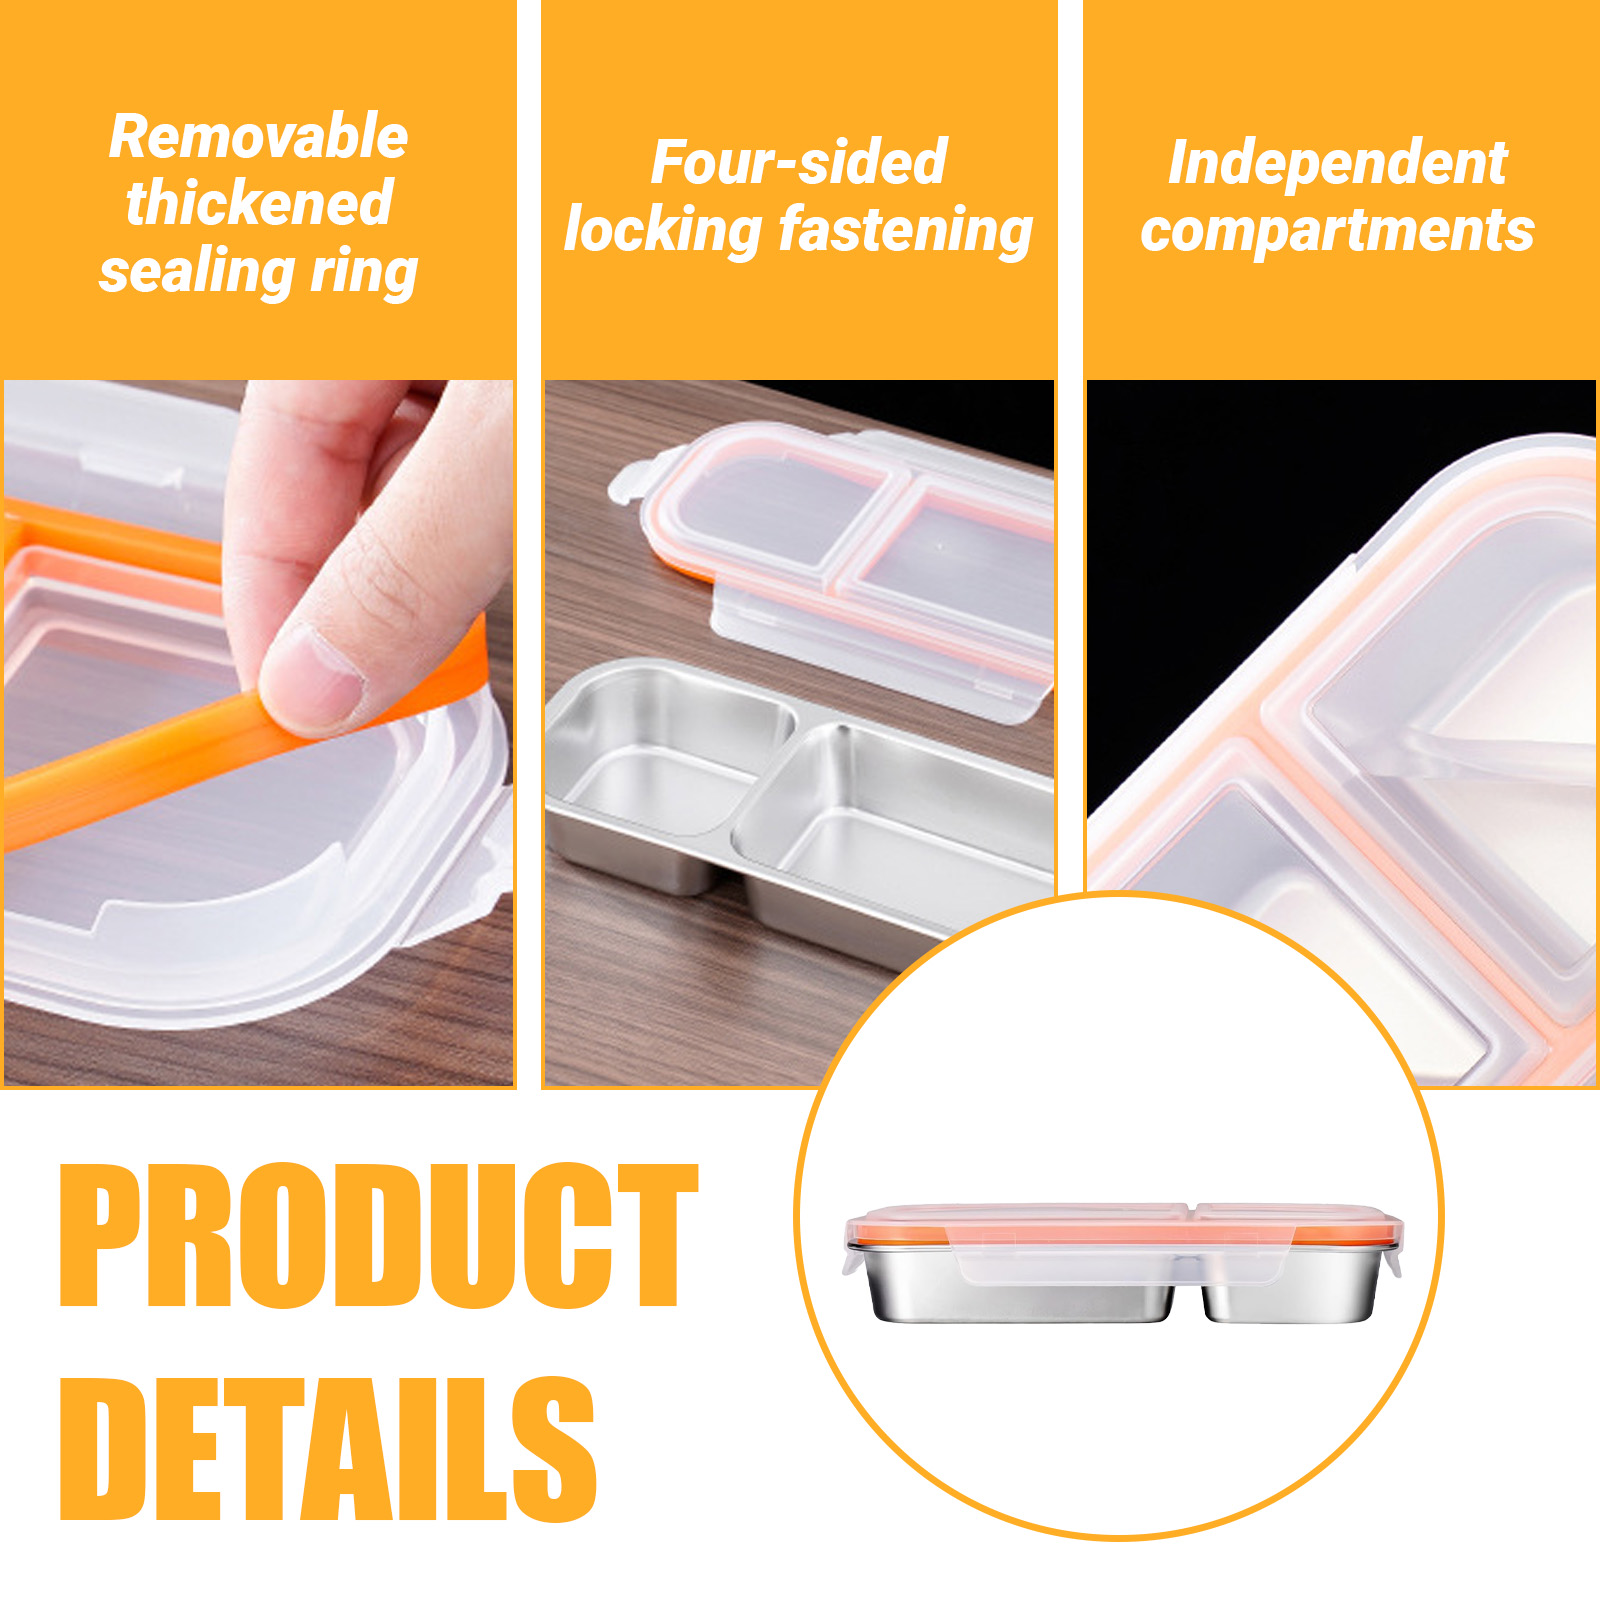 Removable
thickened
sealing ring
Four-sided
locking fastening
Independent
compartments
PRODUCT
DETAILS